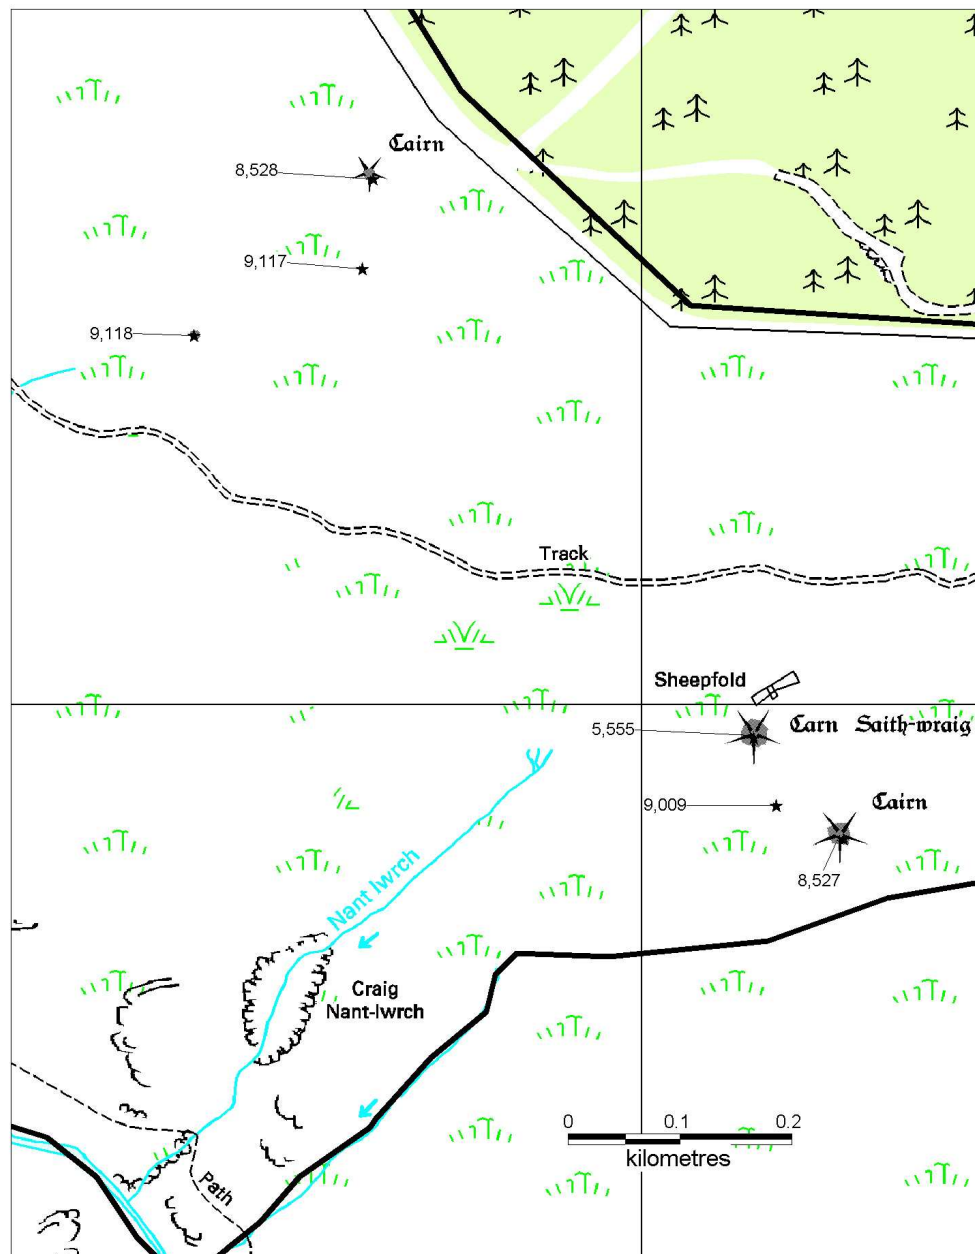 Cairn
8,528
9,117
9,118
Track
Sheepfold
5,555
Carn Saith-wraig
9,009
Cairn
8,527
Nant Iwrch
Craig
Nant-Iwrch
Path
0 0.1 0.2
kilometres